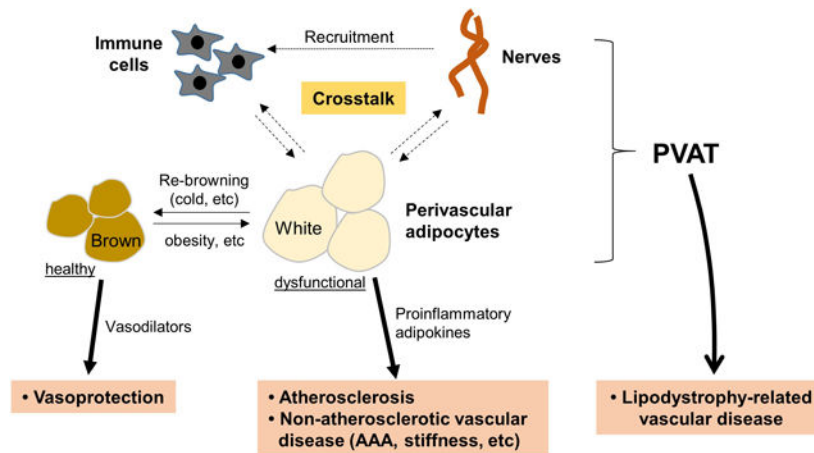 Immune
cells
Recruitment
Nerves
Crosstalk
PVAT
Re-browning
(cold, etc)
Brown
obesity, etc
White
Perivascular
adipocytes
healthy
dysfunctional
Vasodilators
Proinflammatory
adipokines
• Vasoprotection
• Atherosclerosis
• Non-atherosclerotic vascular
disease (AAA, stiffness, etc)
• Lipodystrophy-related
vascular disease